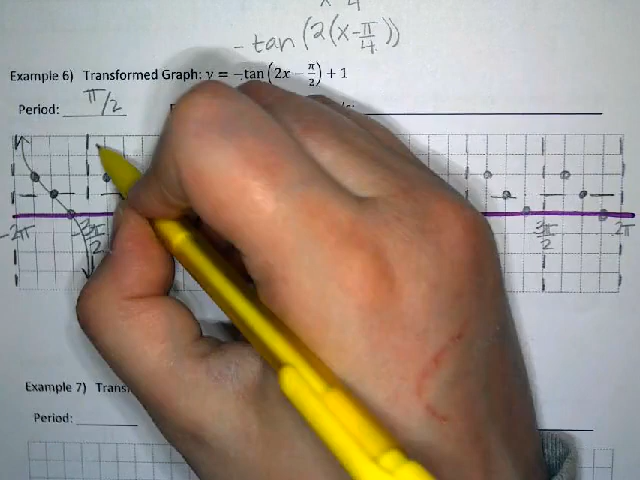 -tan(2(x-π/4))
Example 6) Transformed Graph: y = -tan(2x - π/2) + 1
Period: π/2
-2π 3π/2 3π/2 2π
Example 7)
Period: